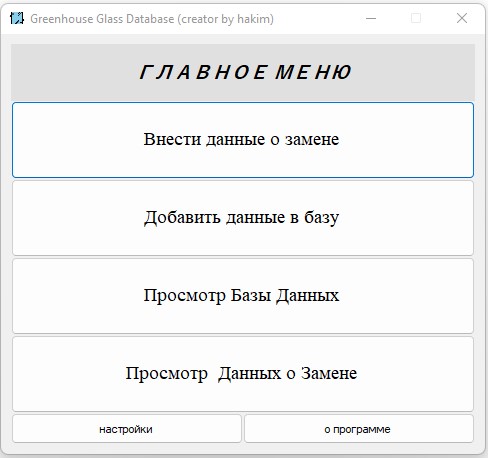 Greenhouse Glass Database (creator by hakim)
Г Л А В Н О Е М Е Н Ю
Внести данные о замене
Добавить данные в базу
Просмотр Базы Данных
Просмотр  Данных о Замене
настройки
о программе